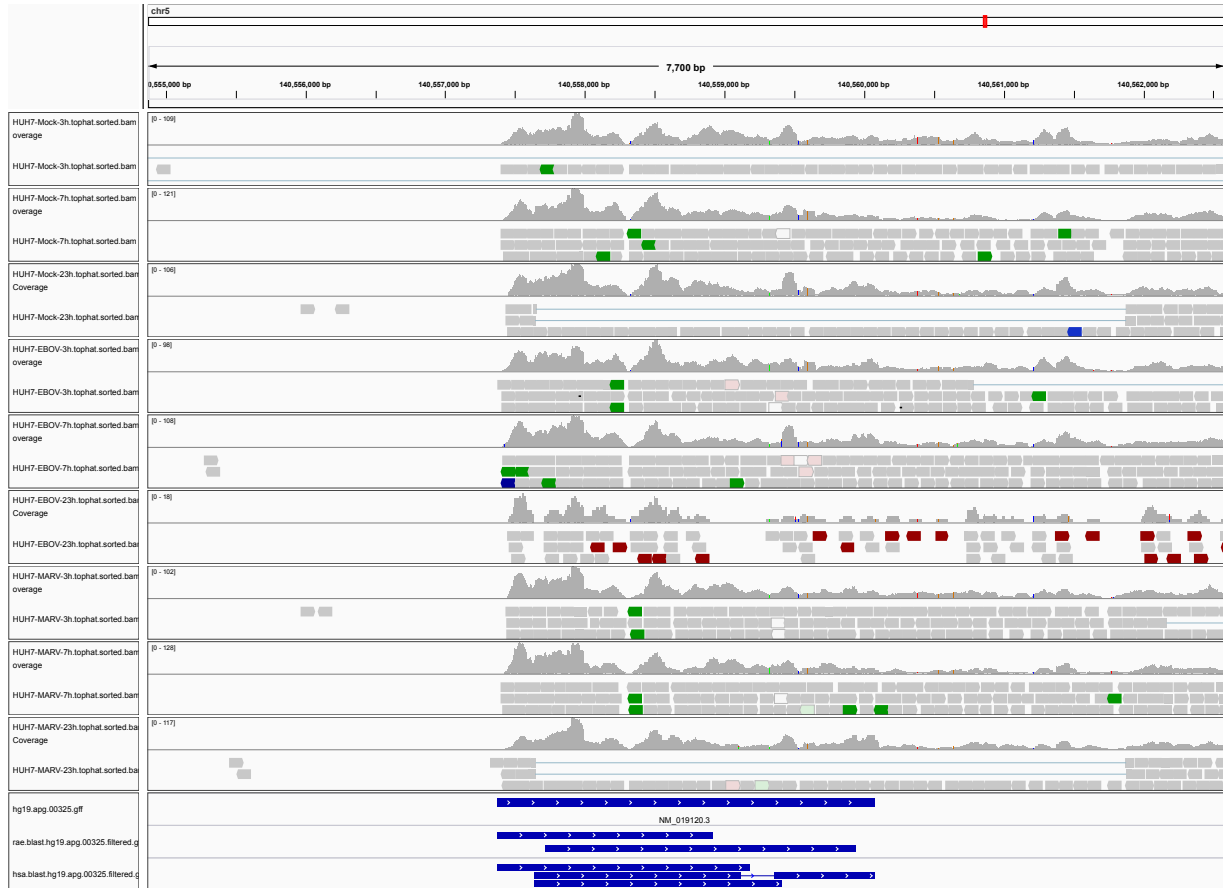 chr5
7,700 bp
0,555,000 bp 140,556,000 bp 140,557,000 bp 140,558,000 bp 140,559,000 bp 140,560,000 bp 140,561,000 bp 140,562,000 bp
HUH7-Mock-3h.tophat.sorted.bam
overage
[0 - 109]
HUH7-Mock-3h.tophat.sorted.bam
HUH7-Mock-7h.tophat.sorted.bam
overage
[0 - 121]
HUH7-Mock-7h.tophat.sorted.bam
HUH7-Mock-23h.tophat.sorted.bam
Coverage
[0 - 106]
HUH7-Mock-23h.tophat.sorted.bam
HUH7-EBOV-3h.tophat.sorted.bam
overage
[0 - 98]
HUH7-EBOV-3h.tophat.sorted.bam
HUH7-EBOV-7h.tophat.sorted.bam
overage
[0 - 108]
HUH7-EBOV-7h.tophat.sorted.bam
HUH7-EBOV-23h.tophat.sorted.ba
Coverage
[0 - 18]
HUH7-EBOV-23h.tophat.sorted.ba
HUH7-MARV-3h.tophat.sorted.bam
overage
[0 - 102]
HUH7-MARV-3h.tophat.sorted.bam
HUH7-MARV-7h.tophat.sorted.bam
overage
[0 - 128]
HUH7-MARV-7h.tophat.sorted.bam
HUH7-MARV-23h.tophat.sorted.ba
Coverage
[0 - 117]
HUH7-MARV-23h.tophat.sorted.ba
hg19.apg.00325.gff
NM_019120.3
rae.blast.hg19.apg.00325.filtered.g
hsa.blast.hg19.apg.00325.filtered.g